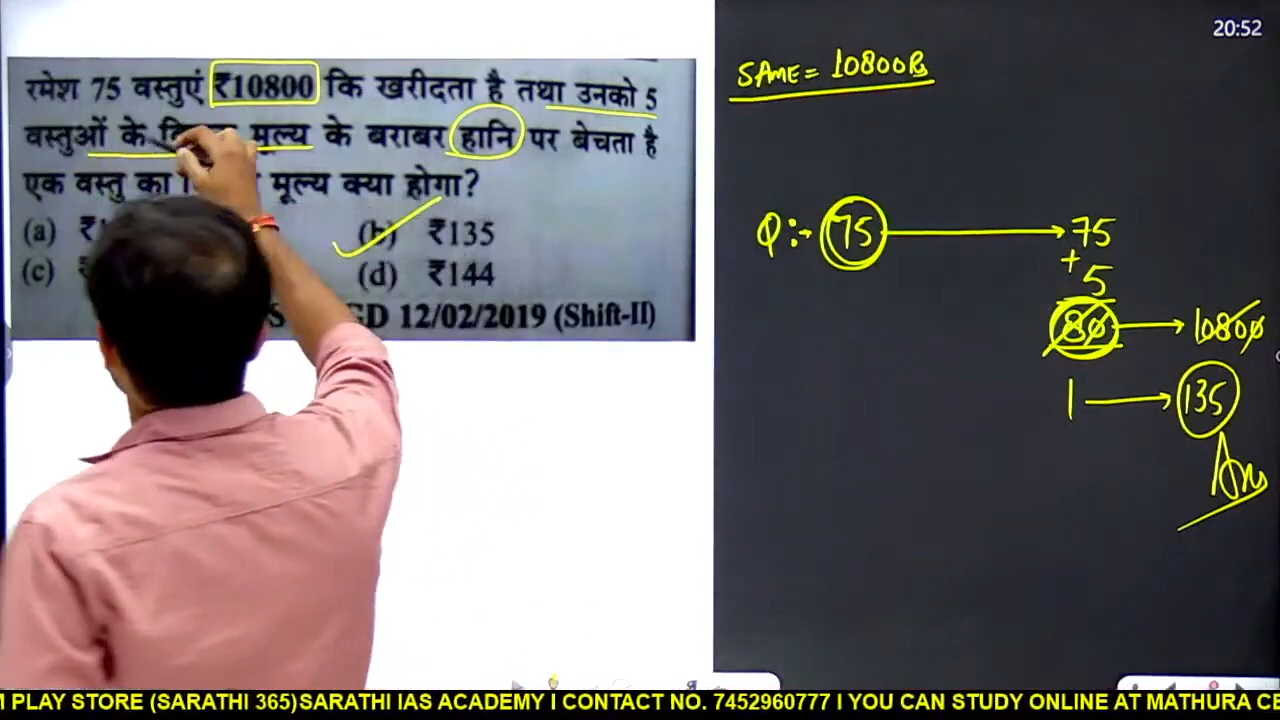 20:52
रमेश 75 वस्तुएं ₹10800 कि खरीदता है तथा उनको 5
वस्तुओं के मूल्य के बराबर हानि पर बेचता है
एक वस्तु का मूल्य क्या होगा?
(a) (b) ₹135
(c) (d) ₹144
GD 12/02/2019 (Shift-II)
SAME = 10800Rs
Q:- 75 → 75
+ 5
80 → 10800
1 → 135
Ans
M PLAY STORE (SARATHI 365)SARATHI IAS ACADEMY I CONTACT NO. 7452960777 I YOU CAN STUDY ONLINE AT MATHURA CE